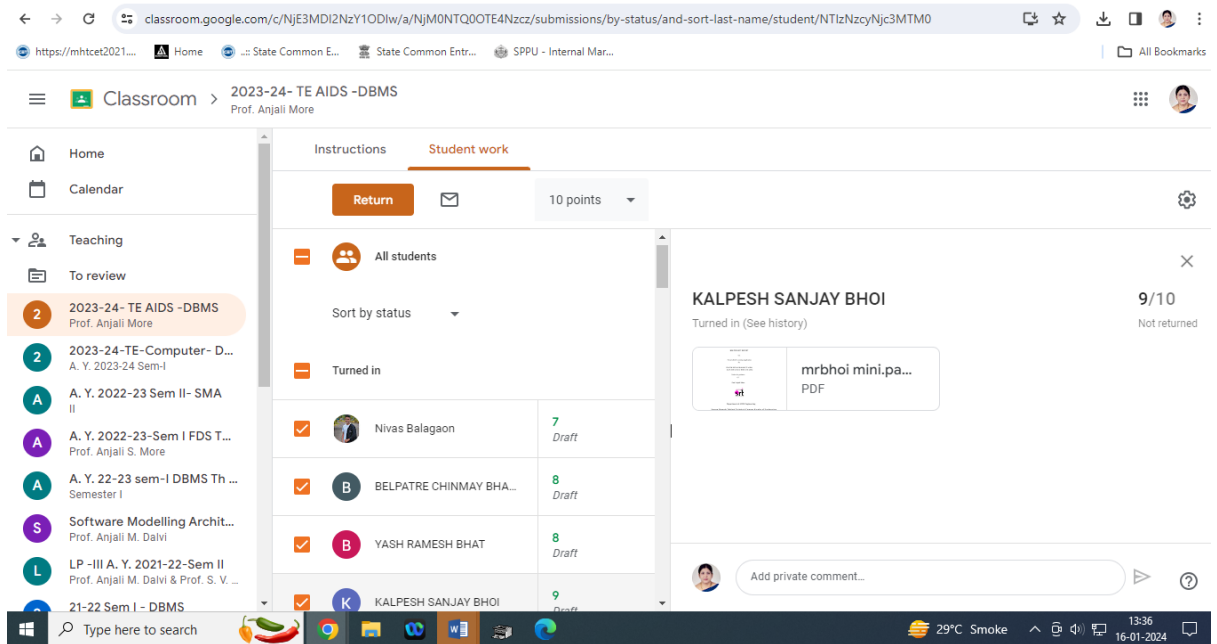 classroom.google.com/c/NjE3MDI2NzY1ODIw/a/NjM0NTQ0OTE4Nzcz/submissions/by-status/and-sort-last-name/student/NTIzNzcyNjc3MTM0
https://mhtcet2021....
Home
..:: State Common E...
State Common Entr...
SPPU - Internal Mar...
All Bookmarks
Classroom > 2023-24- TE AIDS -DBMS
Prof. Anjali More
Home
Calendar
Teaching
To review
2 2023-24- TE AIDS -DBMS
Prof. Anjali More
2 2023-24-TE-Computer- D...
A. Y. 2023-24 Sem-I
A A. Y. 2022-23 Sem II- SMA
II
A A. Y. 2022-23-Sem I FDS T...
Prof. Anjali S. More
A A. Y. 22-23 sem-I DBMS Th ...
Semester I
S Software Modelling Archit...
Prof. Anjali M. Dalvi
L LP -III A. Y. 2021-22-Sem II
Prof. Anjali M. Dalvi & Prof. S. V. ...
21-22 Sem I - DBMS
Instructions
Student work
Return
10 points
All students
Sort by status
Turned in
Nivas Balagaon
7
Draft
B BELPATRE CHINMAY BHA...
8
Draft
B YASH RAMESH BHAT
8
Draft
K KALPESH SANJAY BHOI
9
Draft
KALPESH SANJAY BHOI
9/10
Turned in (See history)
Not returned
mrbhoi mini.pa...
PDF
Add private comment...
Type here to search
29°C Smoke
13:36
16-01-2024